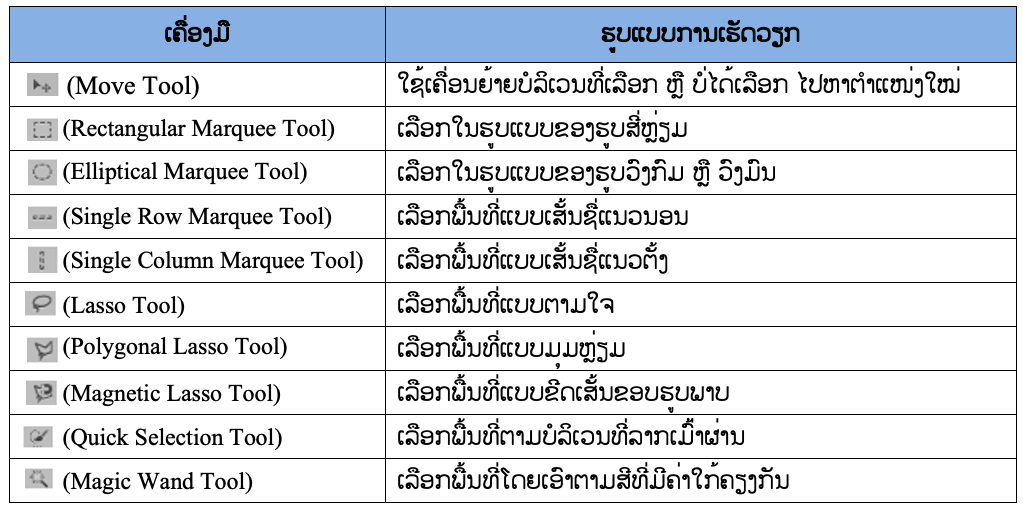 ເຄື່ອງມື ຮູບແບບການເຮັດວຽກ
(Move Tool) ໃຊ້ເຄື່ອນຍ້າຍບໍລິເວນທີ່ເລືອກ ຫຼື ບໍ່ໄດ້ເລືອກ ໄປຫາຕໍາແໜ່ງໃໝ່
(Rectangular Marquee Tool) ເລືອກໃນຮູບແບບຂອງຮູບສີ່ຫຼ່ຽມ
(Elliptical Marquee Tool) ເລືອກໃນຮູບແບບຂອງຮູບວົງກົມ ຫຼື ວົງມົນ
(Single Row Marquee Tool) ເລືອກພື້ນທີ່ແບບເສັ້ນຊື່ແນວນອນ
(Single Column Marquee Tool) ເລືອກພື້ນທີ່ແບບເສັ້ນຊື່ແນວຕັ້ງ
(Lasso Tool) ເລືອກພື້ນທີ່ແບບຕາມໃຈ
(Polygonal Lasso Tool) ເລືອກພື້ນທີ່ແບບມຸມຫຼ່ຽມ
(Magnetic Lasso Tool) ເລືອກພື້ນທີ່ແບບຂີດເສັ້ນຂອບຮູບພາບ
(Quick Selection Tool) ເລືອກພື້ນທີ່ຕາມບໍລິເວນທີ່ລາກເມົ້າຜ່ານ
(Magic Wand Tool) ເລືອກພື້ນທີ່ໂດຍເອົາຕາມສີທີ່ມີຄ່າໃກ້ຄຽງກັນ